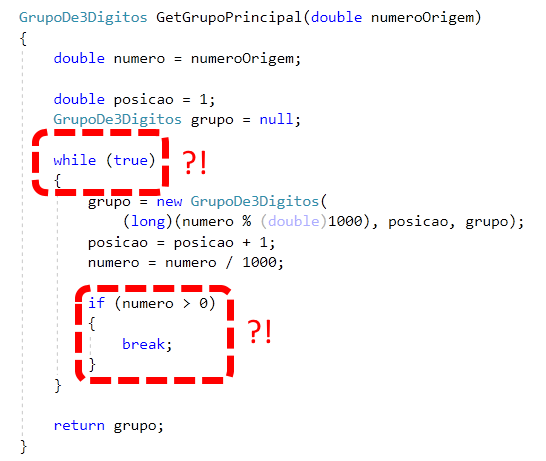 GrupoDe3Digitos GetGrupoPrincipal(double numeroOrigem)
{
double numero = numeroOrigem;
double posicao = 1;
GrupoDe3Digitos grupo = null;
while (true) ?!
{
grupo = new GrupoDe3Digitos(
(long)(numero % (double)1000), posicao, grupo);
posicao = posicao + 1;
numero = numero / 1000;
if (numero > 0)
{
break; ?!
}
}
return grupo;
}